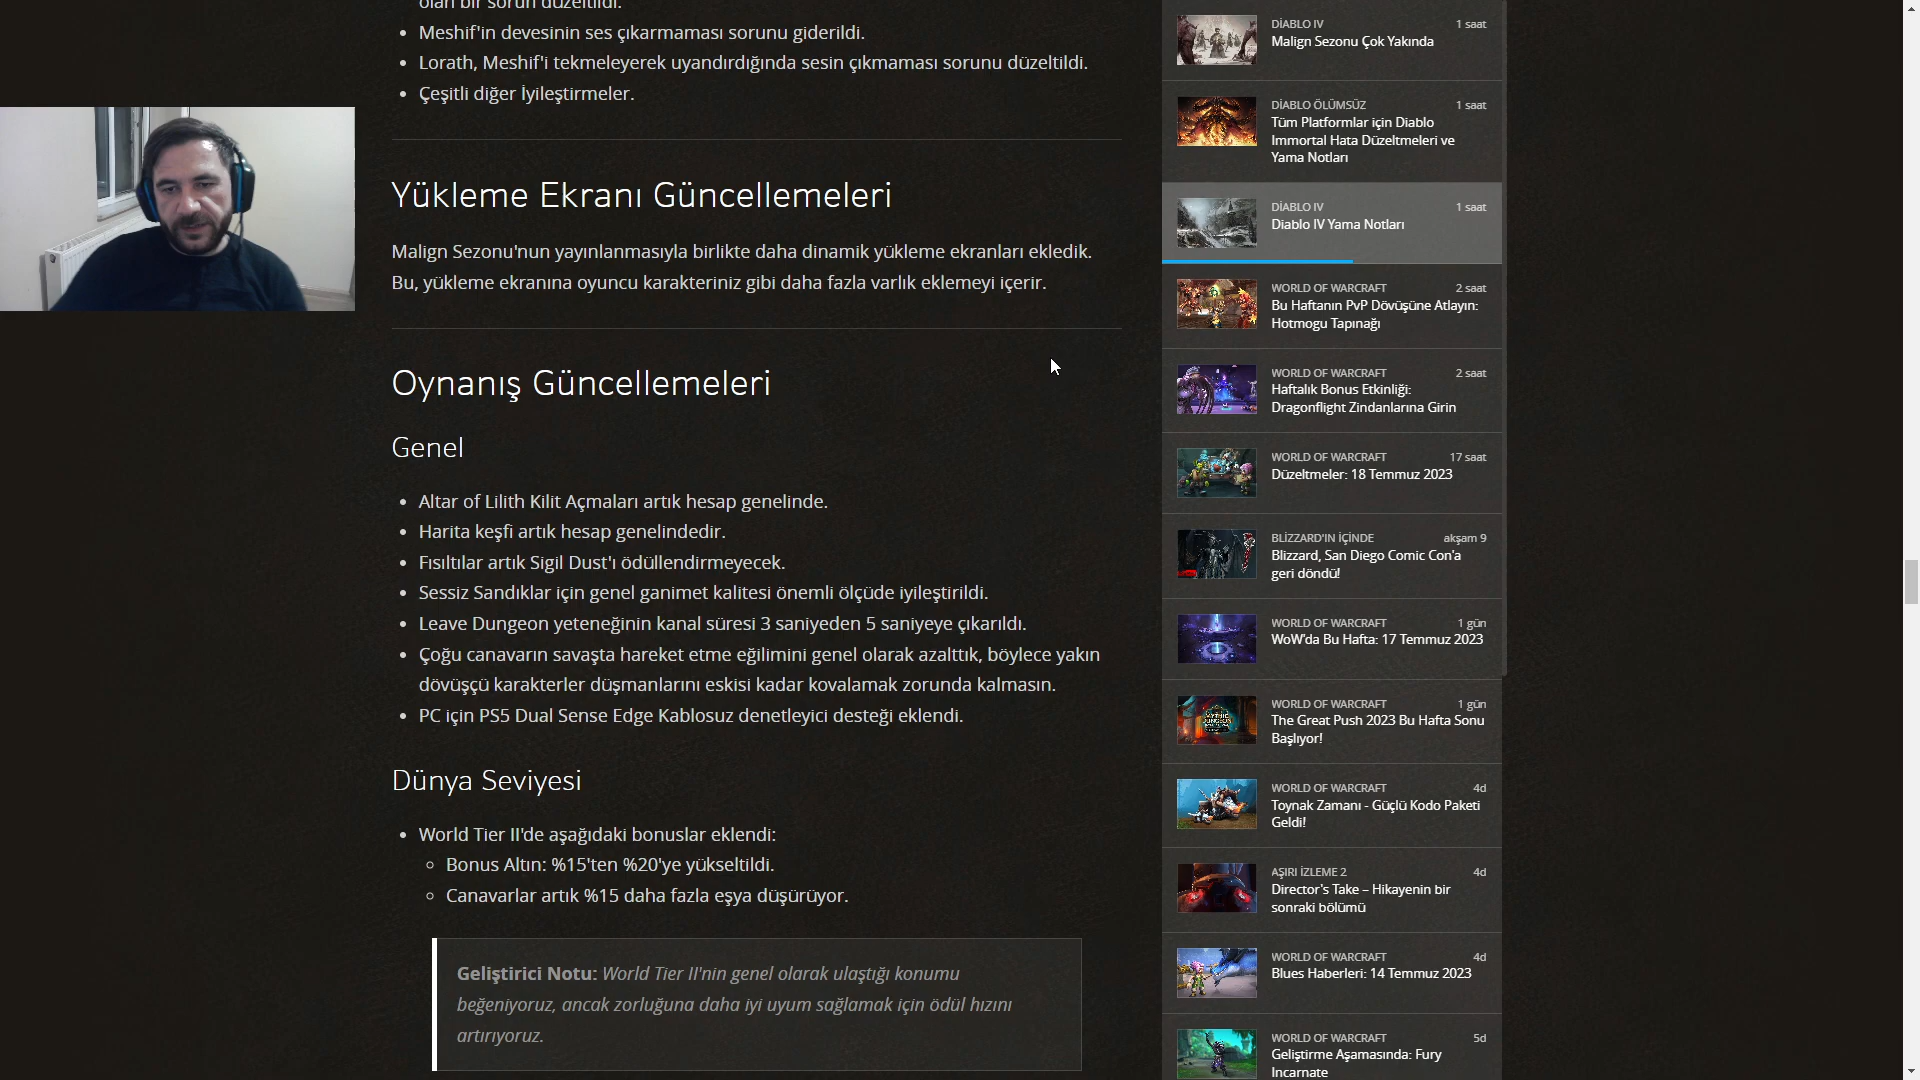 olan bir sorun düzeltildi.
Meshif'in devesinin ses çıkarmaması sorunu giderildi.
Lorath, Meshif'i tekmeleyerek uyandırdığında sesin çıkmaması sorunu düzeltildi.
Çeşitli diğer İyileştirmeler.
Yükleme Ekranı Güncellemeleri
Malign Sezonu'nun yayınlanmasıyla birlikte daha dinamik yükleme ekranları ekledik.
Bu, yükleme ekranına oyuncu karakteriniz gibi daha fazla varlık eklemeyi içerir.
Oynanış Güncellemeleri
Genel
Altar of Lilith Kilit Açmaları artık hesap genelinde.
Harita keşfi artık hesap genelindedir.
Fısıltılar artık Sigil Dust'ı ödüllendirmeyecek.
Sessiz Sandıklar için genel ganimet kalitesi önemli ölçüde iyileştirildi.
Leave Dungeon yeteneğinin kanal süresi 3 saniyeden 5 saniyeye çıkarıldı.
Çoğu canavarın savaşta hareket etme eğilimini genel olarak azalttık, böylece yakın
dövüşçü karakterler düşmanlarını eskisi kadar kovalamak zorunda kalmasın.
PC için PS5 Dual Sense Edge Kablosuz denetleyici desteği eklendi.
Dünya Seviyesi
World Tier II'de aşağıdaki bonuslar eklendi:
Bonus Altın: %15'ten %20'ye yükseltildi.
Canavarlar artık %15 daha fazla eşya düşürüyor.
Geliştirici Notu: World Tier II'nin genel olarak ulaştığı konumu
beğeniyoruz, ancak zorluğuna daha iyi uyum sağlamak için ödül hızını
artırıyoruz.
DİABLO IV 1 saat
Malign Sezonu Çok Yakında
DİABLO ÖLÜMSÜZ 1 saat
Tüm Platformlar için Diablo
Immortal Hata Düzeltmeleri ve
Yama Notları
DİABLO IV 1 saat
Diablo IV Yama Notları
WORLD OF WARCRAFT 2 saat
Bu Haftanın PvP Dövüşüne Atlayın:
Hotmogu Tapınağı
WORLD OF WARCRAFT 2 saat
Haftalık Bonus Etkinliği:
Dragonflight Zindanlarına Girin
WORLD OF WARCRAFT 17 saat
Düzeltmeler: 18 Temmuz 2023
BLİZZARD'IN İÇİNDE akşam 9
Blizzard, San Diego Comic Con'a
geri döndü!
WORLD OF WARCRAFT 1 gün
WoW'da Bu Hafta: 17 Temmuz 2023
WORLD OF WARCRAFT 1 gün
The Great Push 2023 Bu Hafta Sonu
Başlıyor!
MYTHIC
DUNGEON
WORLD OF WARCRAFT 4d
Toynak Zamanı - Güçlü Kodo Paketi
Geldi!
AŞIRI İZLEME 2 4d
Director's Take – Hikayenin bir
sonraki bölümü
WORLD OF WARCRAFT 4d
Blues Haberleri: 14 Temmuz 2023
WORLD OF WARCRAFT 5d
Geliştirme Aşamasında: Fury
Incarnate